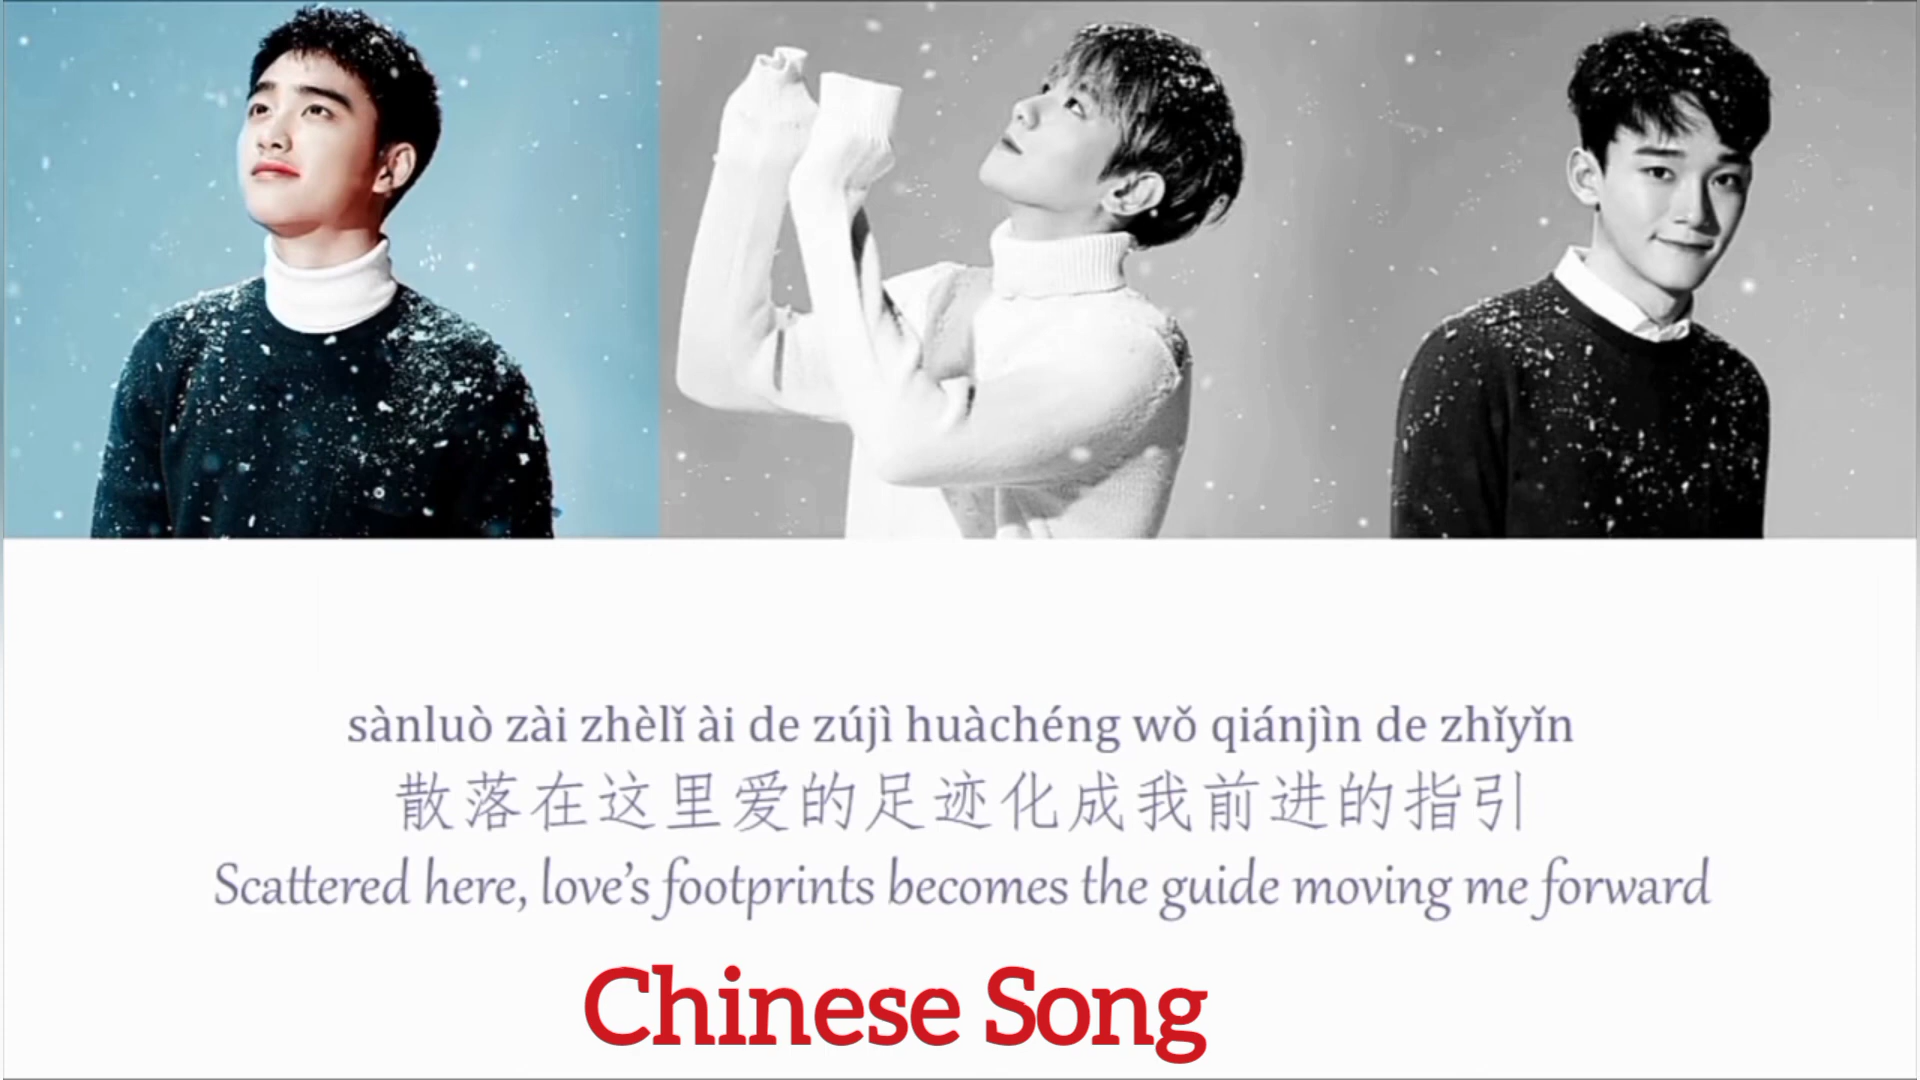 sànluò zài zhèlǐ ài de zújì huàchéng wǒ qiánjìn de zhǐyǐn
散落在这里爱的足迹化成我前进的指引
Scattered here, love's footprints becomes the guide moving me forward
Chinese Song